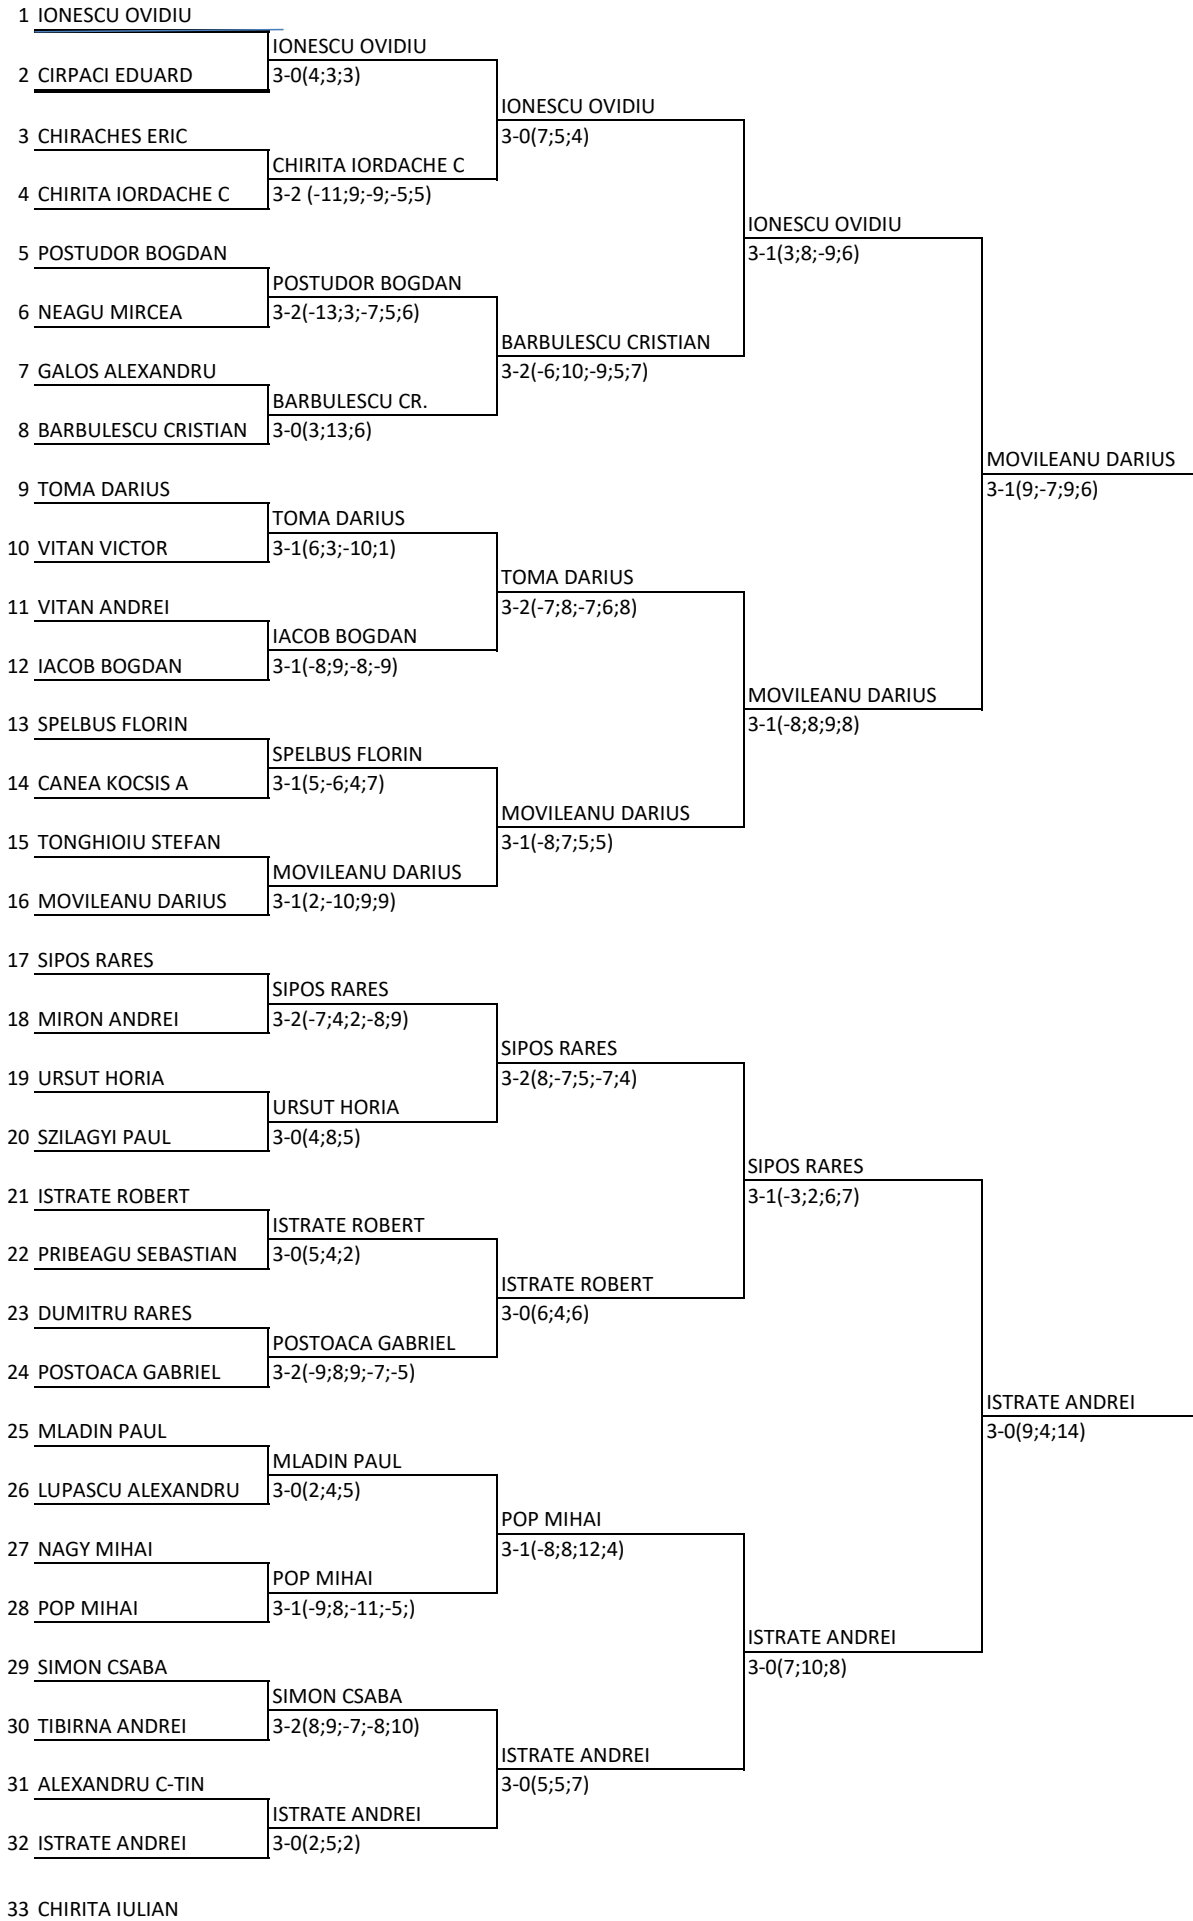 1 IONESCU OVIDIU
IONESCU OVIDIU
2 CIRPACI EDUARD 3-0(4;3;3)
IONESCU OVIDIU
3 CHIRACHES ERIC 3-0(7;5;4)
CHIRITA IORDACHE C
4 CHIRITA IORDACHE C 3-2 (-11;9;-9;-5;5)
IONESCU OVIDIU
5 POSTUDOR BOGDAN 3-1(3;8;-9;6)
POSTUDOR BOGDAN
6 NEAGU MIRCEA 3-2(-13;3;-7;5;6)
BARBULESCU CRISTIAN
7 GALOS ALEXANDRU 3-2(-6;10;-9;5;7)
BARBULESCU CR.
8 BARBULESCU CRISTIAN 3-0(3;13;6)
MOVILEANU DARIUS
9 TOMA DARIUS 3-1(9;-7;9;6)
TOMA DARIUS
10 VITAN VICTOR 3-1(6;3;-10;1)
TOMA DARIUS
11 VITAN ANDREI 3-2(-7;8;-7;6;8)
IACOB BOGDAN
12 IACOB BOGDAN 3-1(-8;9;-8;-9)
MOVILEANU DARIUS
13 SPELBUS FLORIN 3-1(-8;8;9;8)
SPELBUS FLORIN
14 CANEA KOCSIS A 3-1(5;-6;4;7)
MOVILEANU DARIUS
15 TONGHIOIU STEFAN 3-1(-8;7;5;5)
MOVILEANU DARIUS
16 MOVILEANU DARIUS 3-1(2;-10;9;9)
17 SIPOS RARES
SIPOS RARES
18 MIRON ANDREI 3-2(-7;4;2;-8;9)
SIPOS RARES
19 URSUT HORIA 3-2(8;-7;5;-7;4)
URSUT HORIA
20 SZILAGYI PAUL 3-0(4;8;5)
SIPOS RARES
21 ISTRATE ROBERT 3-1(-3;2;6;7)
ISTRATE ROBERT
22 PRIBEAGU SEBASTIAN 3-0(5;4;2)
ISTRATE ROBERT
23 DUMITRU RARES 3-0(6;4;6)
POSTOACA GABRIEL
24 POSTOACA GABRIEL 3-2(-9;8;9;-7;-5)
ISTRATE ANDREI
25 MLADIN PAUL 3-0(9;4;14)
MLADIN PAUL
26 LUPASCU ALEXANDRU 3-0(2;4;5)
POP MIHAI
27 NAGY MIHAI 3-1(-8;8;12;4)
POP MIHAI
28 POP MIHAI 3-1(-9;8;-11;-5;)
ISTRATE ANDREI
29 SIMON CSABA 3-0(7;10;8)
SIMON CSABA
30 TIBIRNA ANDREI 3-2(8;9;-7;-8;10)
ISTRATE ANDREI
31 ALEXANDRU C-TIN 3-0(5;5;7)
ISTRATE ANDREI
32 ISTRATE ANDREI 3-0(2;5;2)
33 CHIRITA IULIAN